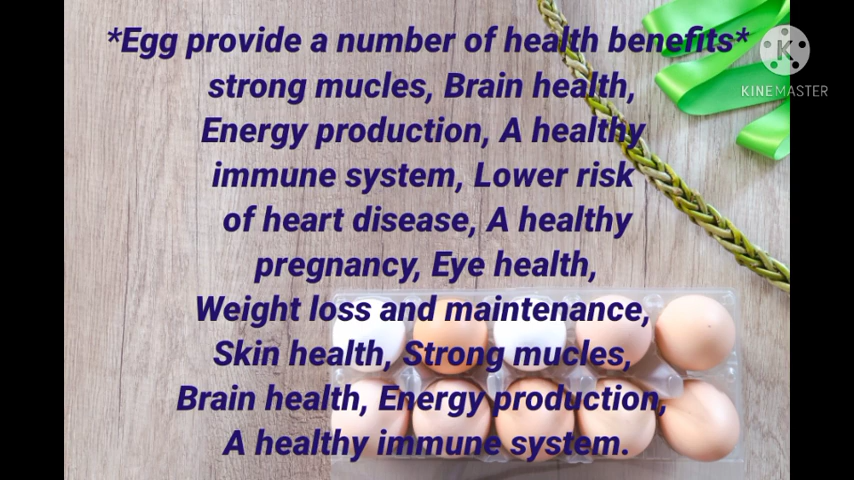 *Egg provide a number of health benefits*
strong mucles, Brain health,
Energy production, A healthy
immune system, Lower risk
of heart disease, A healthy
pregnancy, Eye health,
Weight loss and maintenance,
Skin health, Strong mucles,
Brain health, Energy production,
A healthy immune system.
K
KINEMASTER